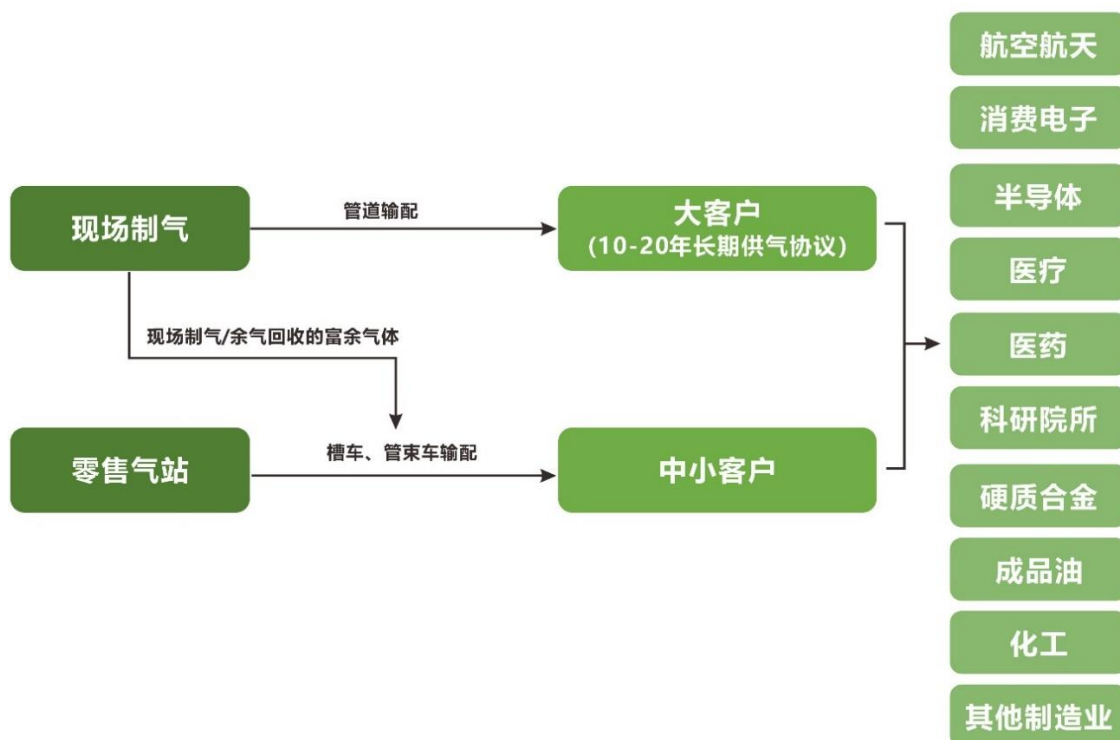 现场制气
管道输配
大客户
（10-20年长期供气协议）
现场制气/余气回收的富余气体
零售气站
槽车、管束车输配
中小客户
航空航天
消费电子
半导体
医疗
医药
科研院所
硬质合金
成品油
化工
其他制造业